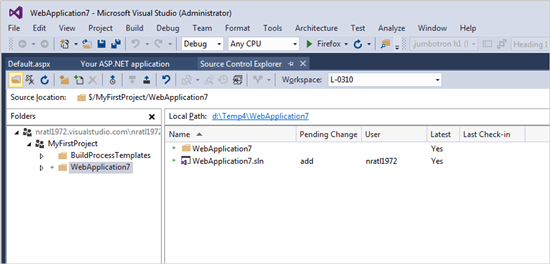 WebApplication7 - Microsoft Visual Studio (Administrator)
File Edit View Project Build Debug Team Format Tools Architecture Test Analyze Window Help
Debug Any CPU Firefox .jumbotron h1 ( Heading 1
Default.aspx Your ASP.NET application Source Control Explorer
Workspace: L-0310
Source Location: $/MyFirstProject/WebApplication7
Folders
Local Path: d:\Temp4\WebApplication7
nratl1972.visualstudio.com\nratl1972
MyFirstProject
BuildProcessTemplates
WebApplication7
Name Pending Change User Latest Last Check-in
WebApplication7 Yes
WebApplication7.sln add nratl1972 Yes